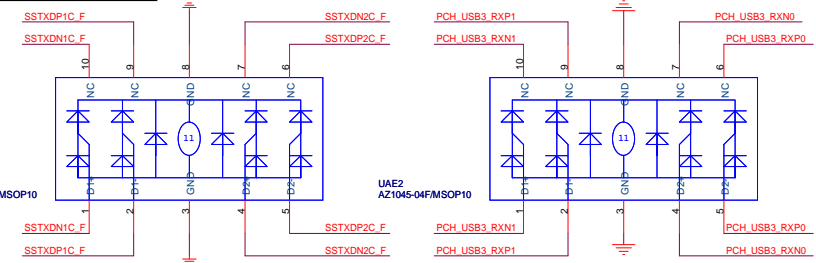 SSTXDP1C_F SSTXDN2C_F PCH_USB3_RXP1 PCH_USB3_RXN0
SSTXDN1C_F SSTXDP2C_F PCH_USB3_RXN1 PCH_USB3_RXP0
10 9 8 7 6 10 9 8 7 6
NC NC GND NC NC NC NC GND NC NC
11 11
D1+ D1- GND D2+ D2- D1+ D1- GND D2+ D2-
UAE2
MSOP10 AZ1045-04F/MSOP10
1 2 3 4 5 1 2 3 4 5
SSTXDN1C_F SSTXDP2C_F PCH_USB3_RXN1 PCH_USB3_RXP0
SSTXDP1C_F SSTXDN2C_F PCH_USB3_RXP1 PCH_USB3_RXN0